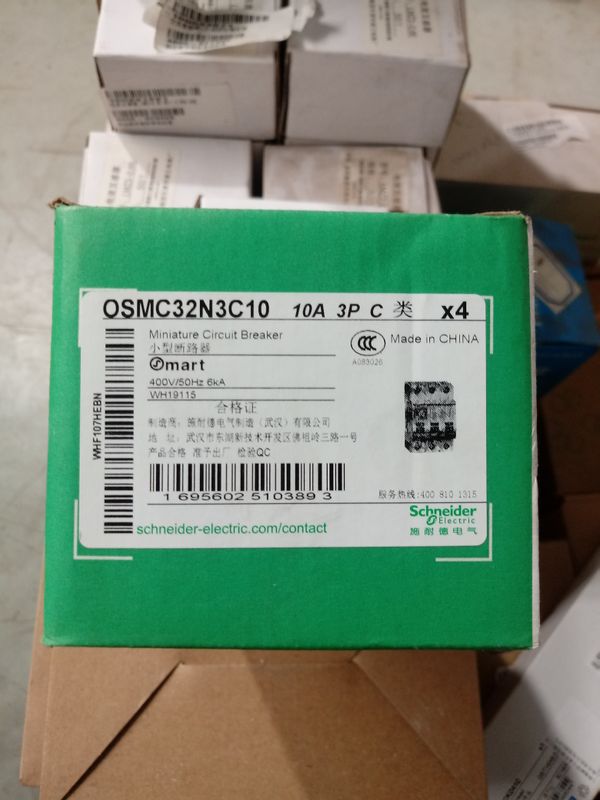 OSMC32N3C10 10A 3P C 类 x4
Miniature Circuit Breaker
小型断路器
Smart
400V/50Hz 6kA
WH19115
CCC
A083026
Made in CHINA
合格证
制造商: 施耐德电气制造（武汉）有限公司
地 址: 武汉市东湖新技术开发区佛祖岭三路一号
产品合格 准予出厂 检验QC
WHF107HEBN
1 695602 510389 3
服务热线:400 810 1315
schneider-electric.com/contact
Schneider
Electric
施耐德电气